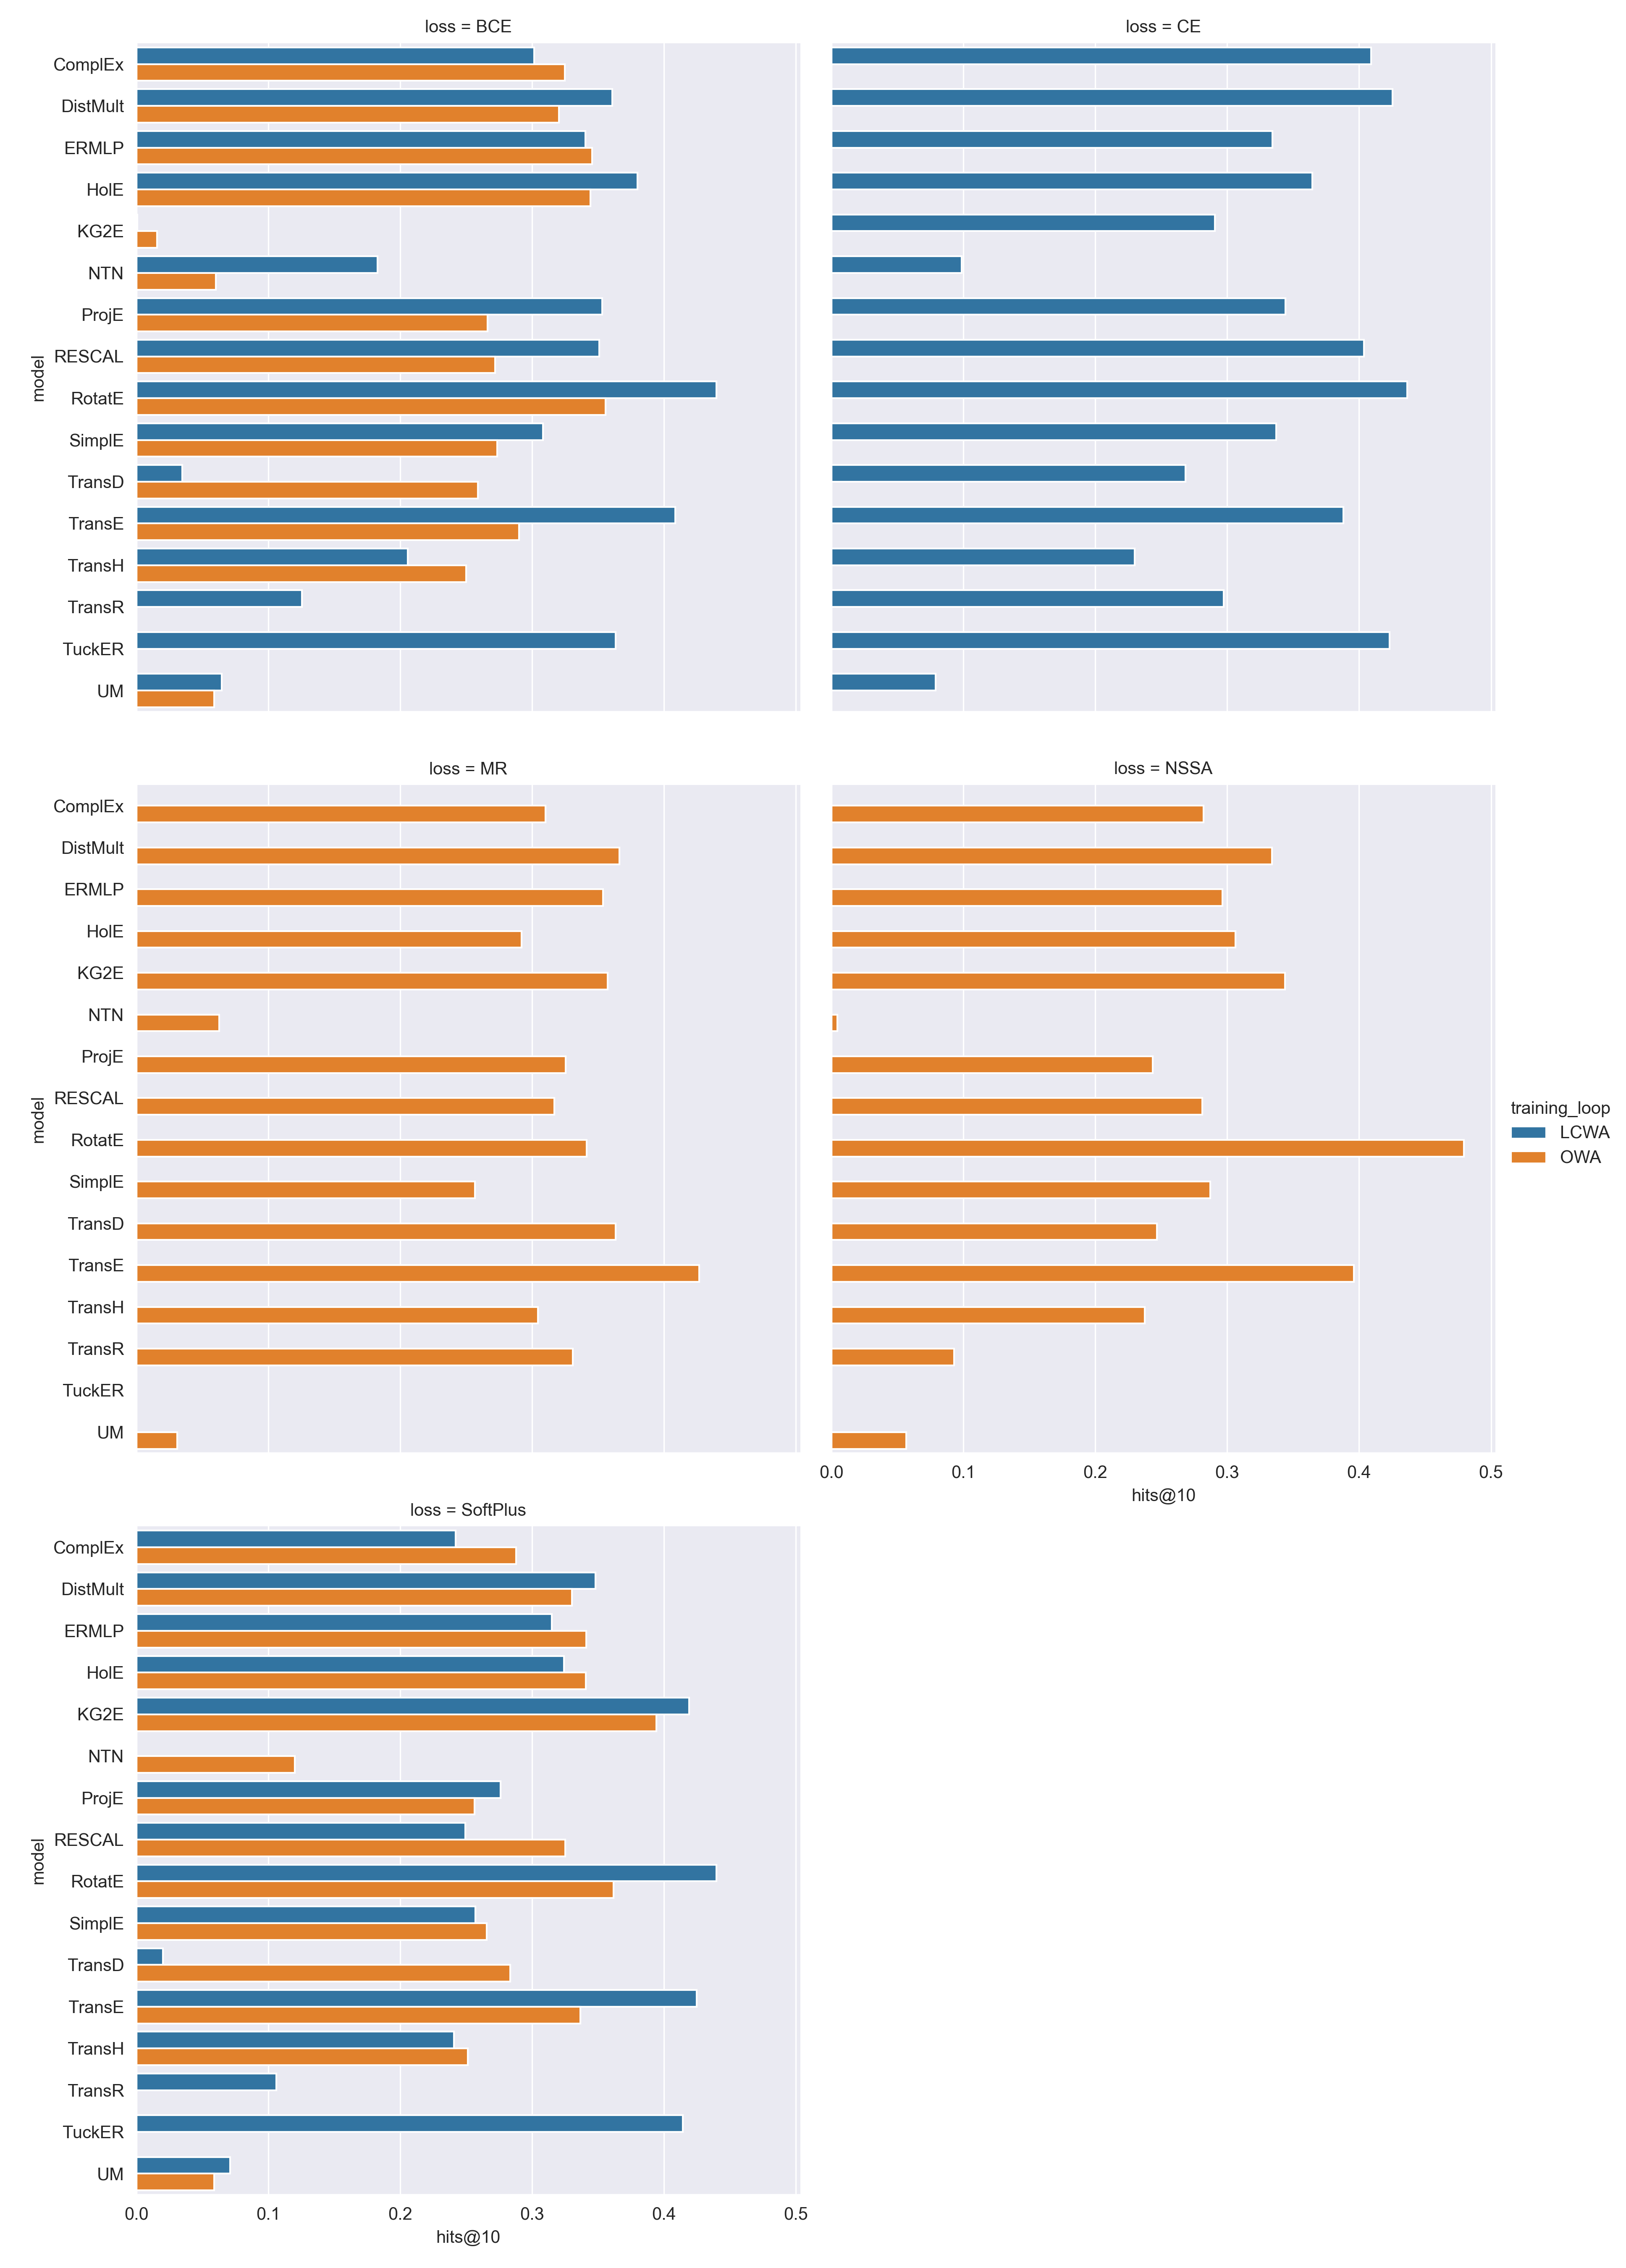 loss = BCE
loss = CE
ComplEx
DistMult
ERMLP
HolE
KG2E
NTN
ProjE
RESCAL
RotatE
SimplE
TransD
TransE
TransH
TransR
TuckER
UM
model
loss = MR
loss = NSSA
ComplEx
DistMult
ERMLP
HolE
KG2E
NTN
ProjE
RESCAL
RotatE
SimplE
TransD
TransE
TransH
TransR
TuckER
UM
model
0.0 0.1 0.2 0.3 0.4 0.5
hits@10
training_loop
LCWA
OWA
loss = SoftPlus
ComplEx
DistMult
ERMLP
HolE
KG2E
NTN
ProjE
RESCAL
RotatE
SimplE
TransD
TransE
TransH
TransR
TuckER
UM
model
0.0 0.1 0.2 0.3 0.4 0.5
hits@10